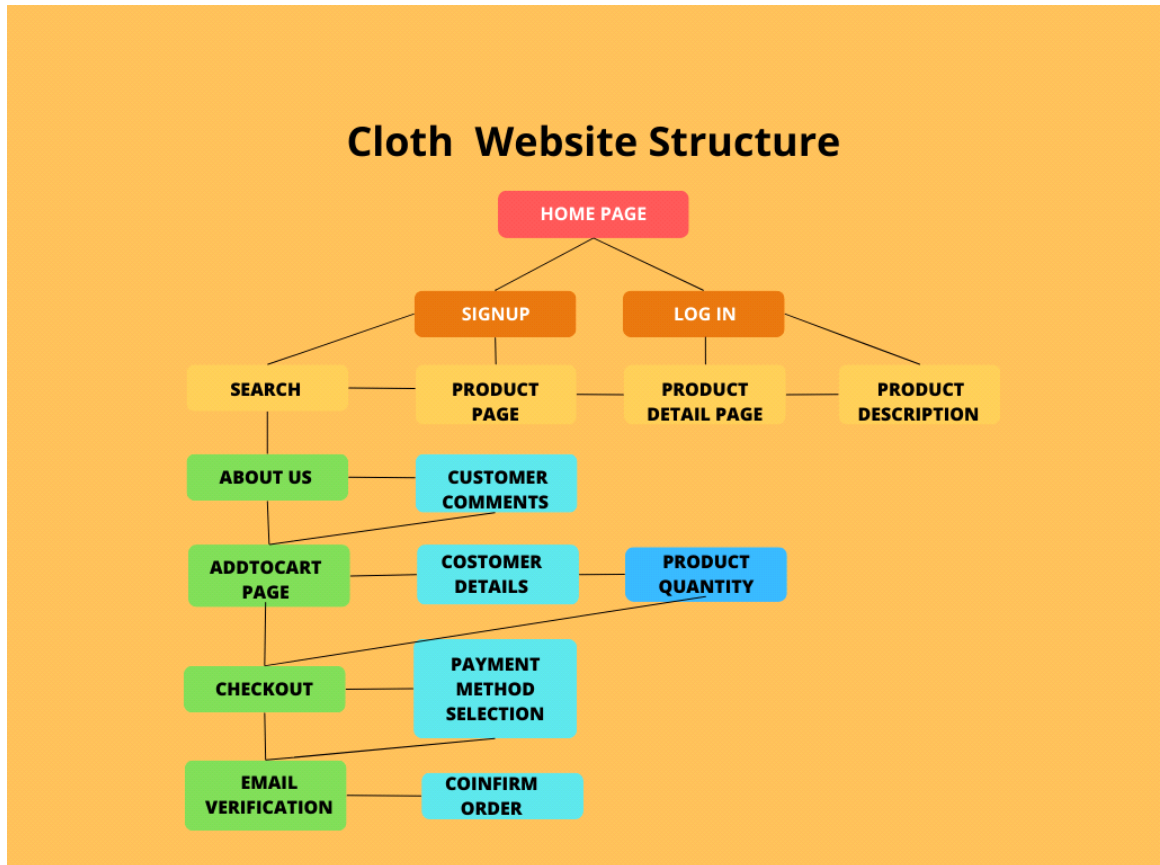 Cloth  Website Structure
HOME PAGE
SIGNUP
LOG IN
SEARCH
PRODUCT
PAGE
PRODUCT
DETAIL PAGE
PRODUCT
DESCRIPTION
ABOUT US
CUSTOMER
COMMENTS
ADDTOCART
PAGE
COSTOMER
DETAILS
PRODUCT
QUANTITY
CHECKOUT
PAYMENT
METHOD
SELECTION
EMAIL
VERIFICATION
COINFIRM
ORDER